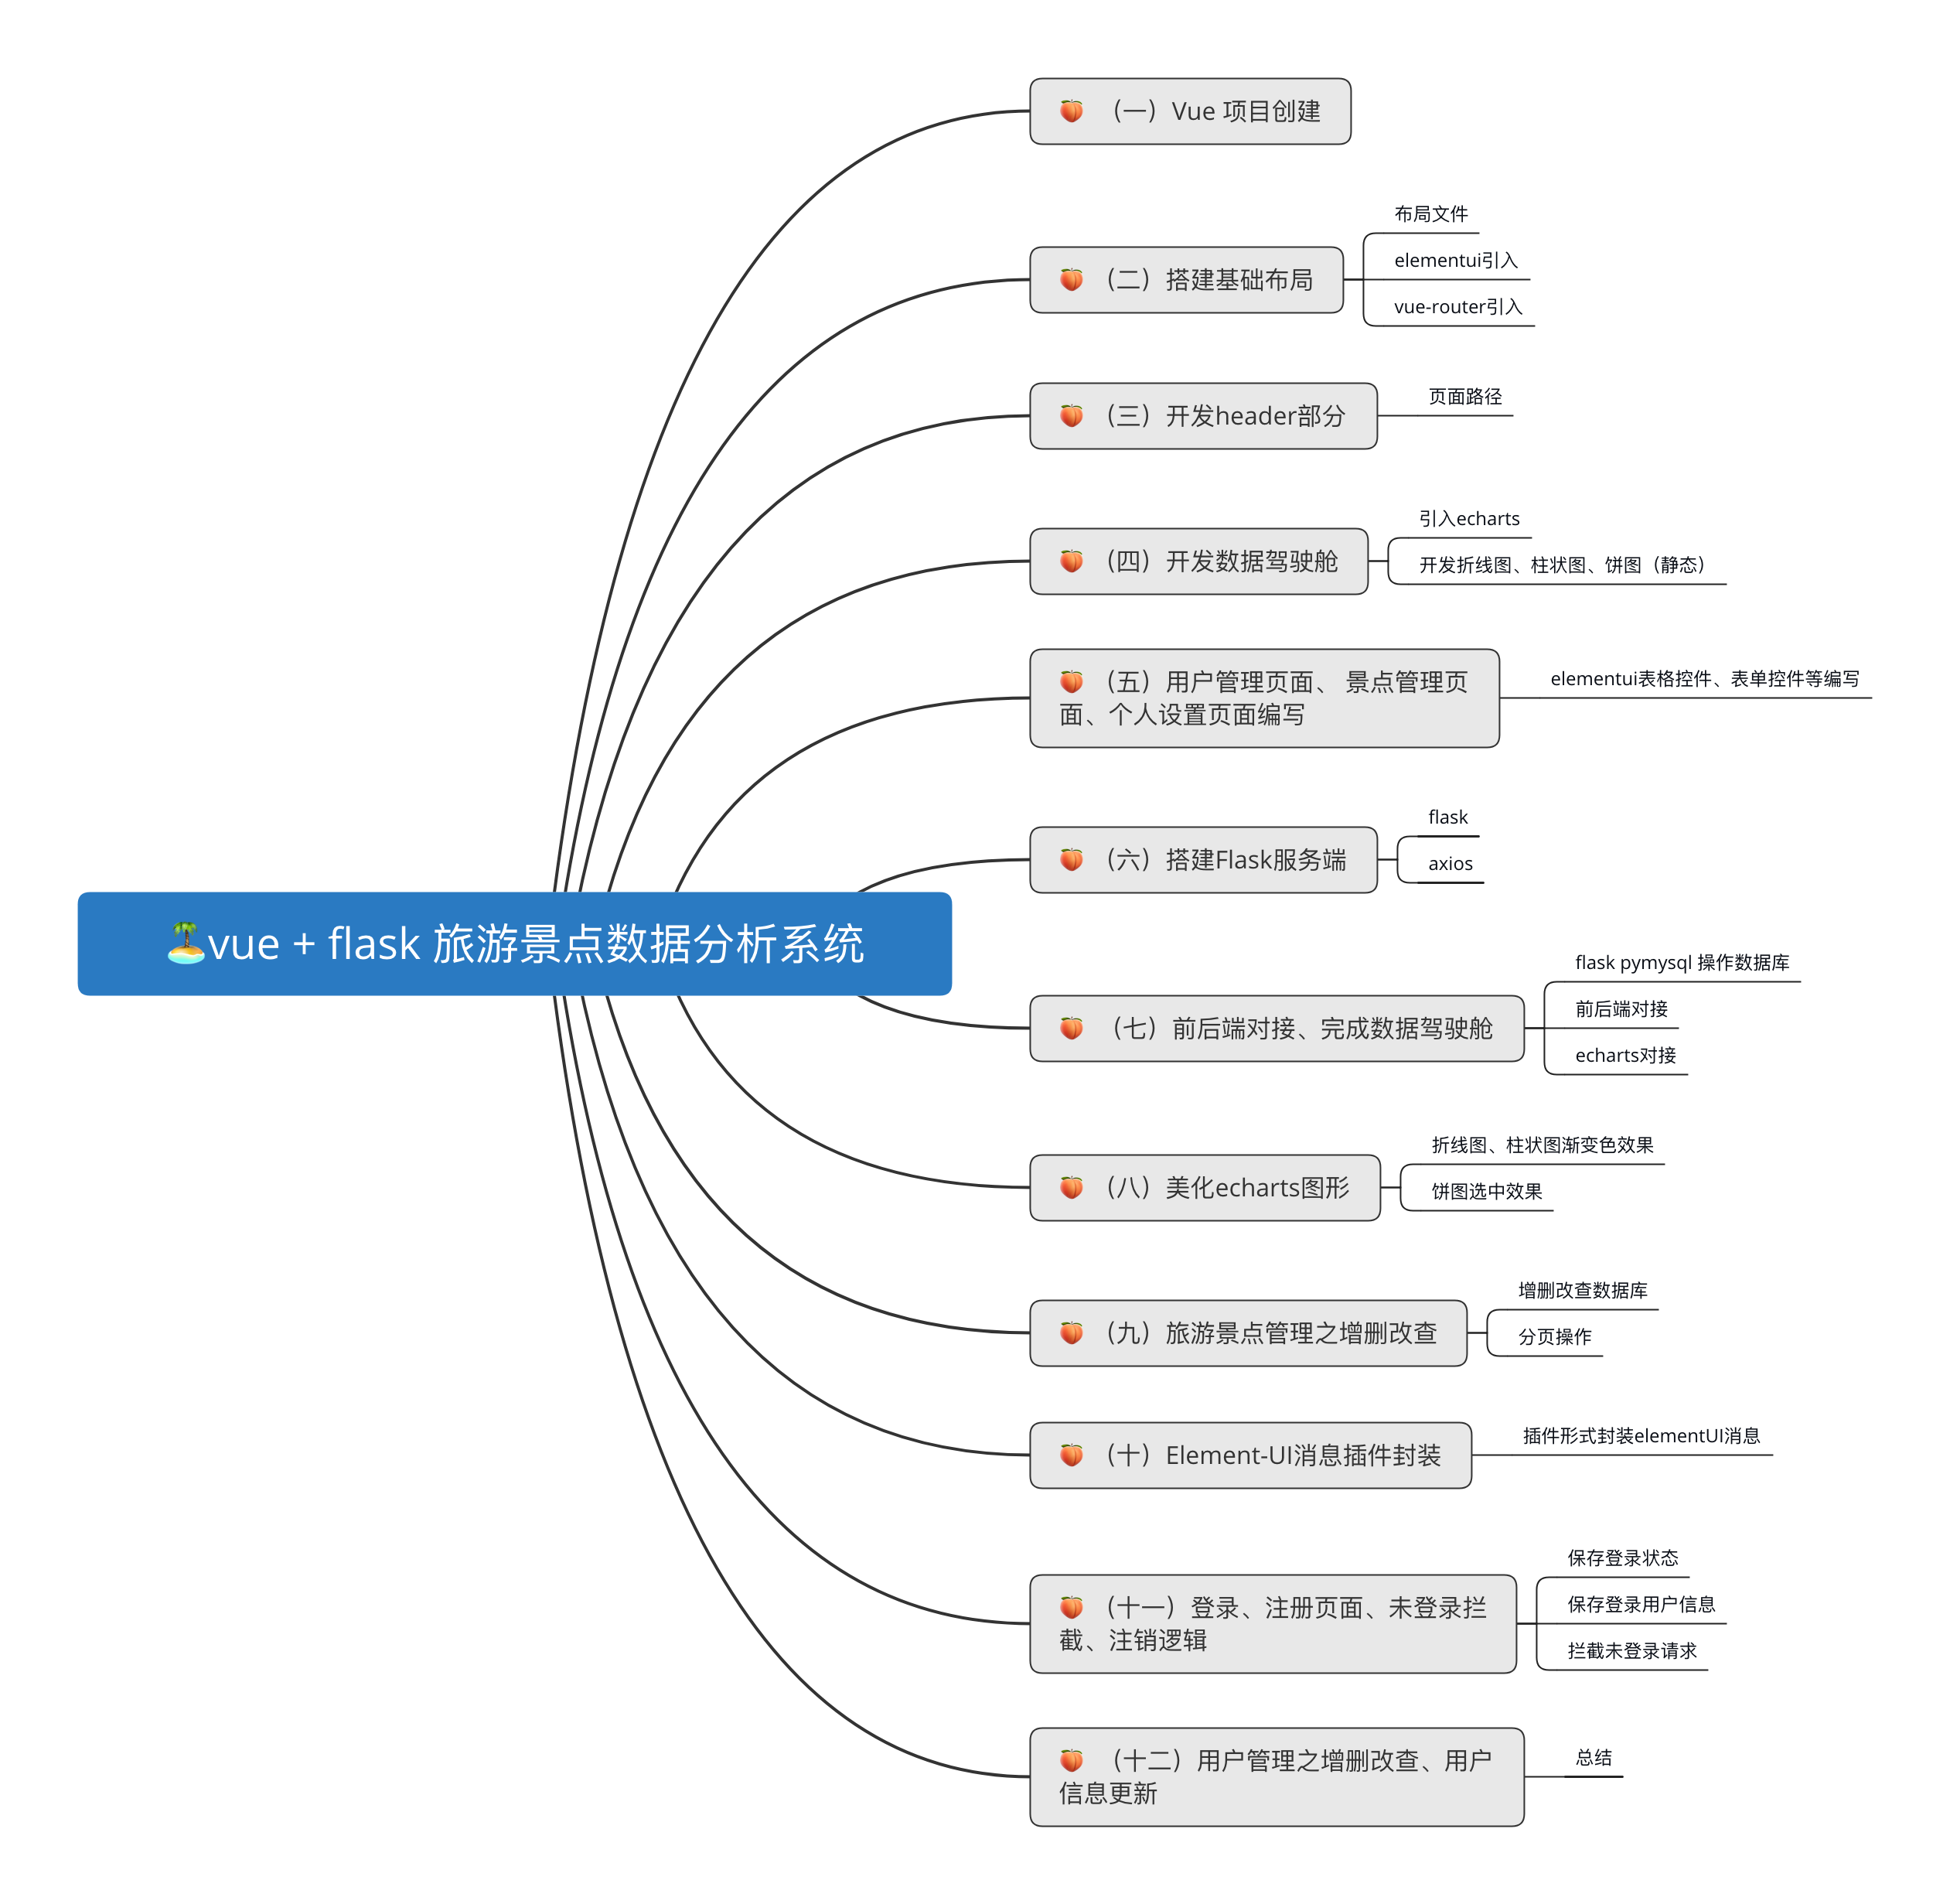 🏝️vue + flask 旅游景点数据分析系统
🍑 （一）Vue 项目创建
🍑 （二）搭建基础布局
布局文件
elementui引入
vue-router引入
🍑 （三）开发header部分
页面路径
🍑 （四）开发数据驾驶舱
引入echarts
开发折线图、柱状图、饼图（静态）
🍑 （五）用户管理页面、 景点管理页
面、个人设置页面编写
elementui表格控件、表单控件等编写
🍑 （六）搭建Flask服务端
flask
axios
🍑 （七）前后端对接、完成数据驾驶舱
flask pymysql 操作数据库
前后端对接
echarts对接
🍑 （八）美化echarts图形
折线图、柱状图渐变色效果
饼图选中效果
🍑 （九）旅游景点管理之增删改查
增删改查数据库
分页操作
🍑 （十）Element-UI消息插件封装
插件形式封装elementUI消息
🍑 （十一）登录、注册页面、未登录拦
截、注销逻辑
保存登录状态
保存登录用户信息
拦截未登录请求
🍑 （十二）用户管理之增删改查、用户
信息更新
总结